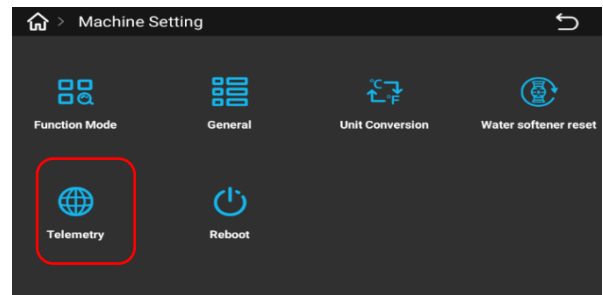 > Machine Setting
Function Mode
General
Unit Conversion
°C
°F
Water softener reset
Telemetry
Reboot